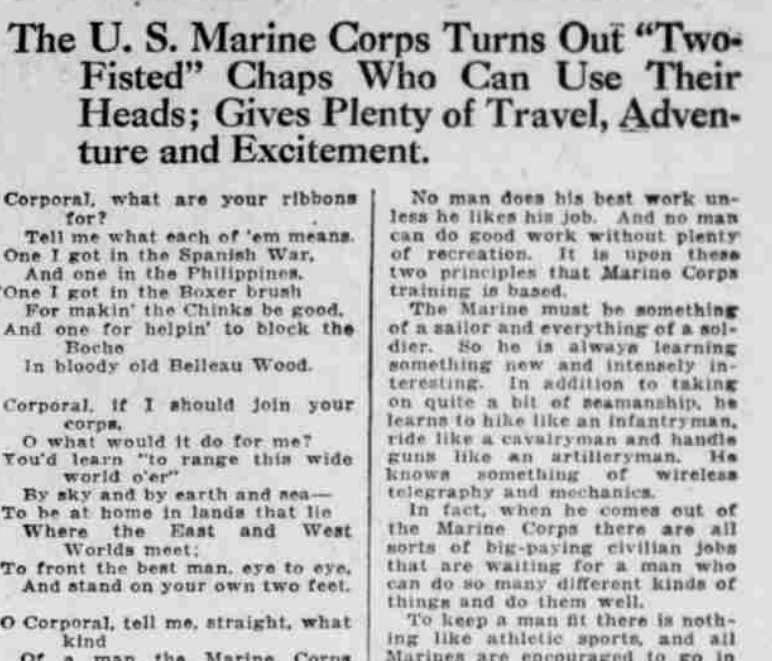 The U. S. Marine Corps Turns Out "Two-
Fisted" Chaps Who Can Use Their
Heads; Gives Plenty of Travel, Adven-
ture and Excitement.
Corporal, what are your ribbons
for?
Tell me what each of 'em means.
One I got in the Spanish War,
And one in the Philippines.
One I got in the Boxer brush
For makin' the Chinks be good,
And one for helpin' to block the
Boche
In bloody old Belleau Wood.
Corporal, if I should join your
corps,
O what would it do for me?
You'd learn "to range this wide
world o'er"
By sky and by earth and sea—
To be at home in lands that lie
Where the East and West
Worlds meet;
To front the best man, eye to eye,
And stand on your own two feet.
O Corporal, tell me, straight, what
kind
Of a man the Marine Corps
No man does his best work un-
less he likes his job. And no man
can do good work without plenty
of recreation. It is upon these
two principles that Marine Corps
training is based.
The Marine must be something
of a sailor and everything of a sol-
dier. So he is always learning
something new and intensely in-
teresting. In addition to taking
on quite a bit of seamanship, he
learns to hike like an infantryman,
ride like a cavalryman and handle
guns like an artilleryman. He
knows something of wireless
telegraphy and mechanics.
In fact, when he comes out of
the Marine Corps there are all
sorts of big-paying civilian jobs
that are waiting for a man who
can do so many different kinds of
things and do them well.
To keep a man fit there is noth-
ing like athletic sports, and all
Marines are encouraged to go in